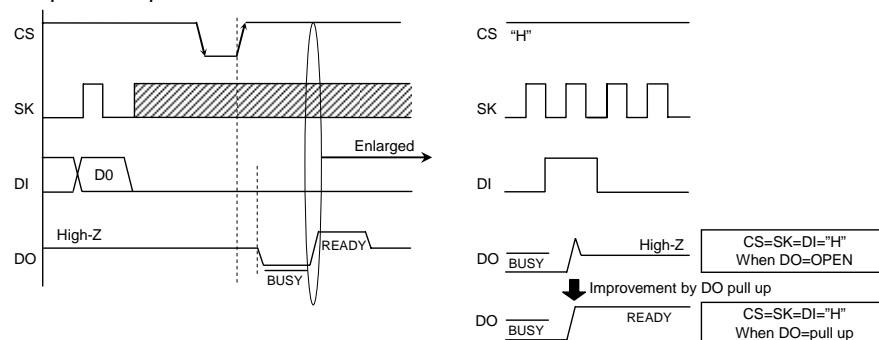 CS
SK
DI
D0
Enlarged
High-Z
DO
READY
BUSY
CS
“H”
SK
DI
DO
BUSY
High-Z
CS=SK=DI=”H”
When DO=OPEN
Improvement by DO pull up
DO
BUSY
READY
CS=SK=DI=”H”
When DO=pull up